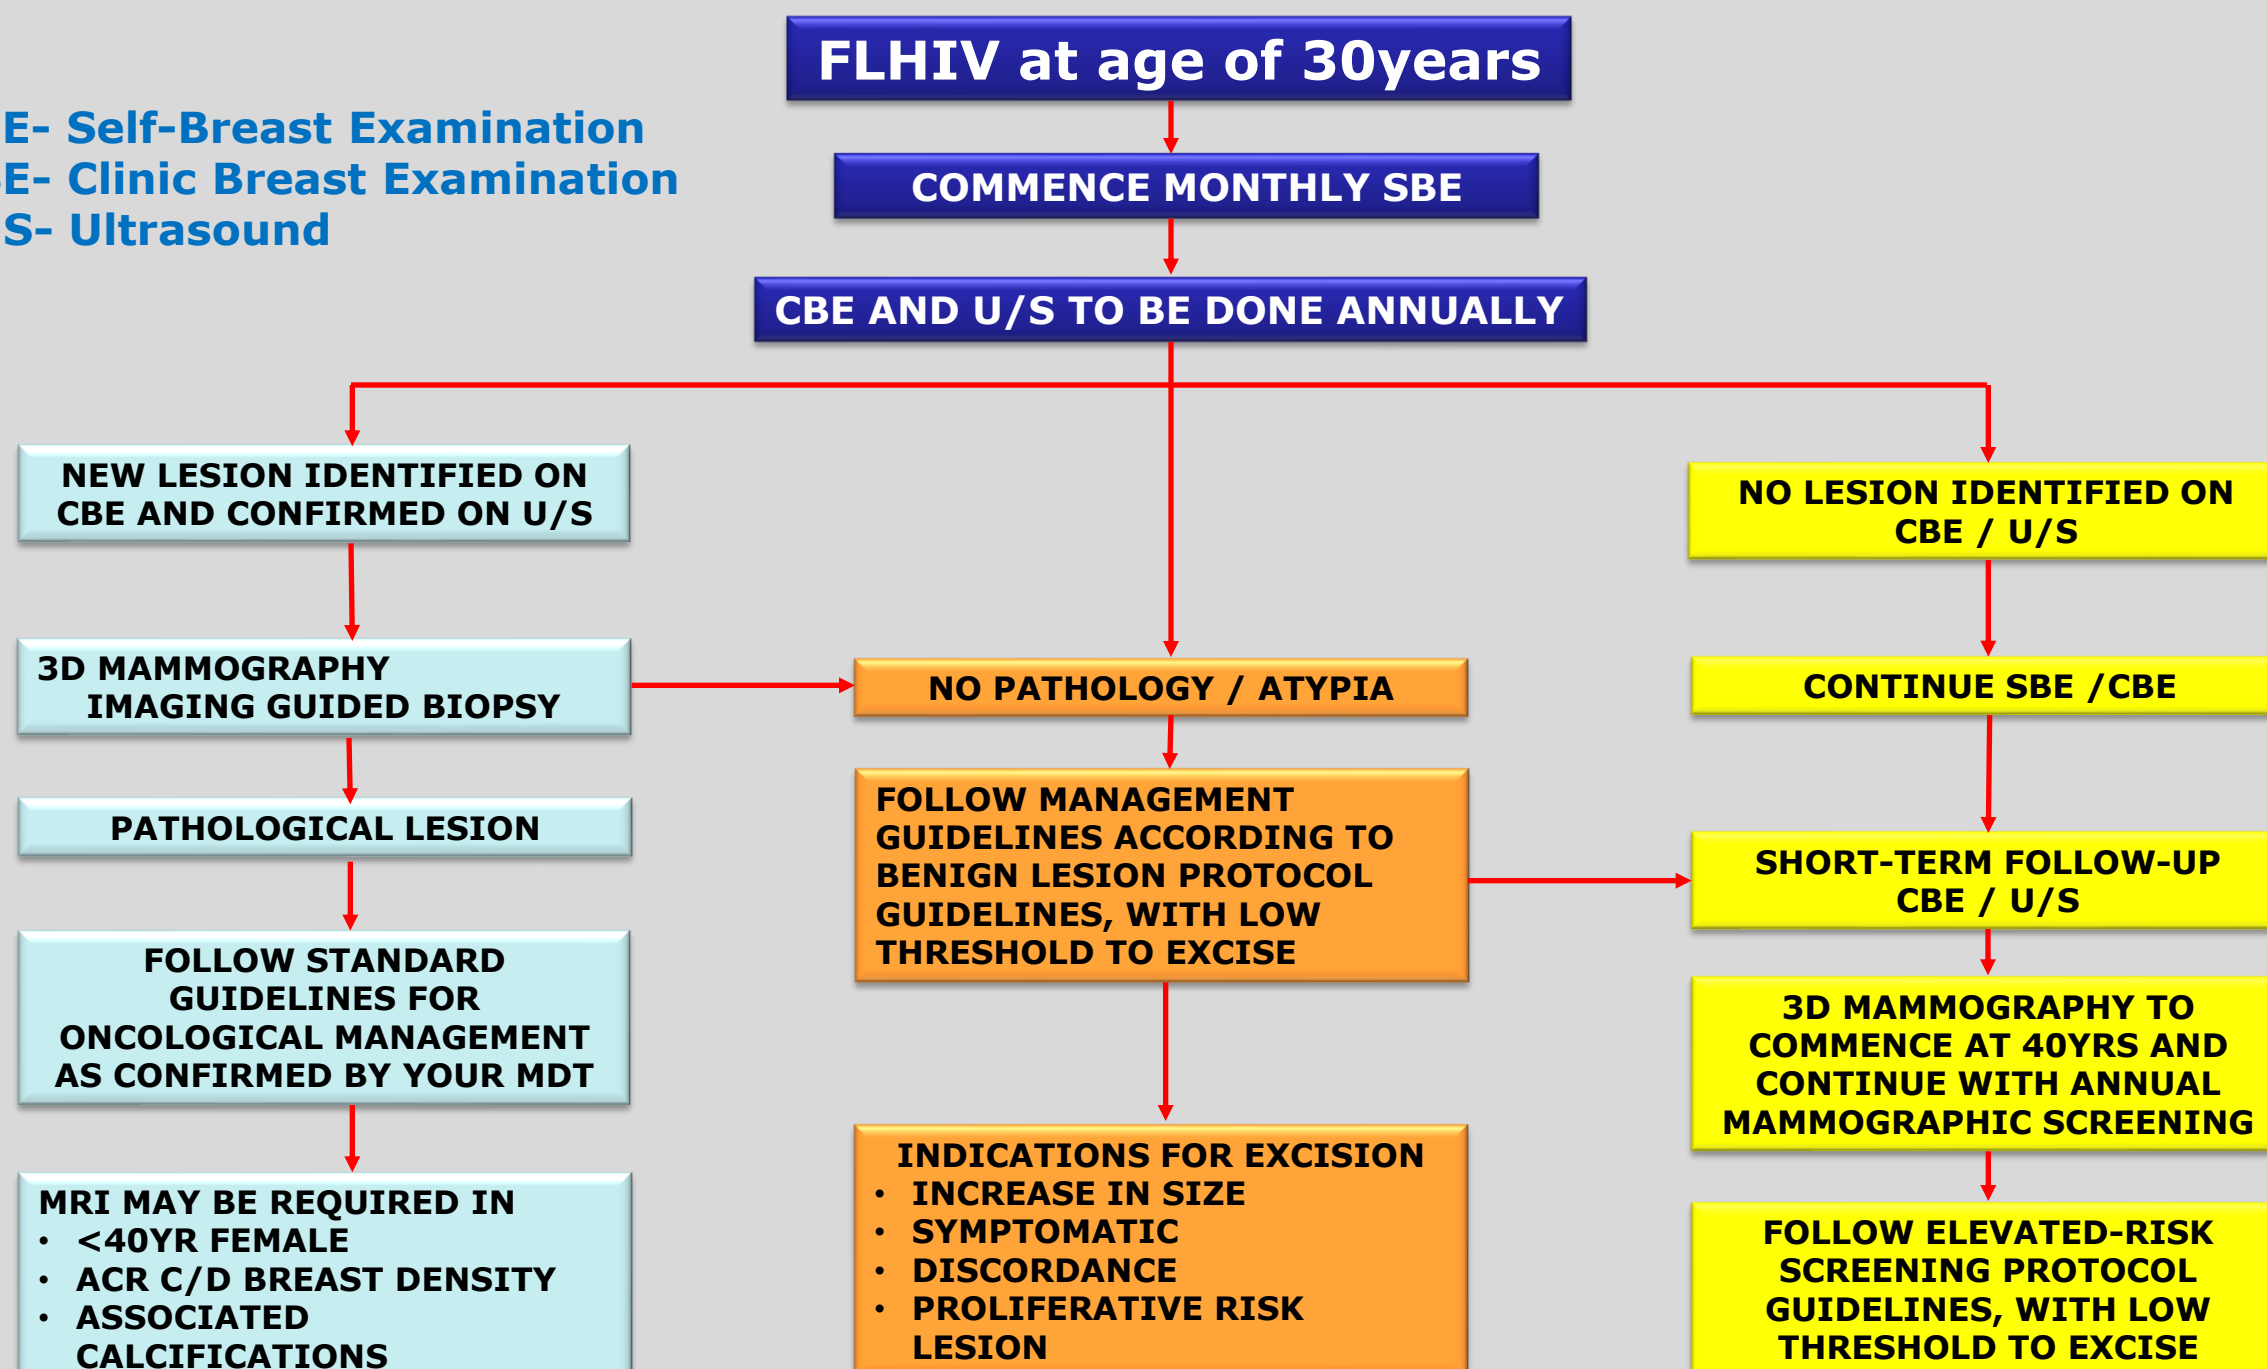 FLHIV at age of 30years
E- Self-Breast Examination
E- Clinic Breast Examination
S- Ultrasound
COMMENCE MONTHLY SBE
CBE AND U/S TO BE DONE ANNUALLY
NEW LESION IDENTIFIED ON
CBE AND CONFIRMED ON U/S
3D MAMMOGRAPHY
IMAGING GUIDED BIOPSY
PATHOLOGICAL LESION
FOLLOW STANDARD
GUIDELINES FOR
ONCOLOGICAL MANAGEMENT
AS CONFIRMED BY YOUR MDT
MRI MAY BE REQUIRED IN
• <40YR FEMALE
• ACR C/D BREAST DENSITY
• ASSOCIATED
CALCIFICATIONS
NO PATHOLOGY / ATYPIA
FOLLOW MANAGEMENT
GUIDELINES ACCORDING TO
BENIGN LESION PROTOCOL
GUIDELINES, WITH LOW
THRESHOLD TO EXCISE
INDICATIONS FOR EXCISION
• INCREASE IN SIZE
• SYMPTOMATIC
• DISCORDANCE
• PROLIFERATIVE RISK
LESION
NO LESION IDENTIFIED ON
CBE / U/S
CONTINUE SBE /CBE
SHORT-TERM FOLLOW-UP
CBE / U/S
3D MAMMOGRAPHY TO
COMMENCE AT 40YRS AND
CONTINUE WITH ANNUAL
MAMMOGRAPHIC SCREENING
FOLLOW ELEVATED-RISK
SCREENING PROTOCOL
GUIDELINES, WITH LOW
THRESHOLD TO EXCISE